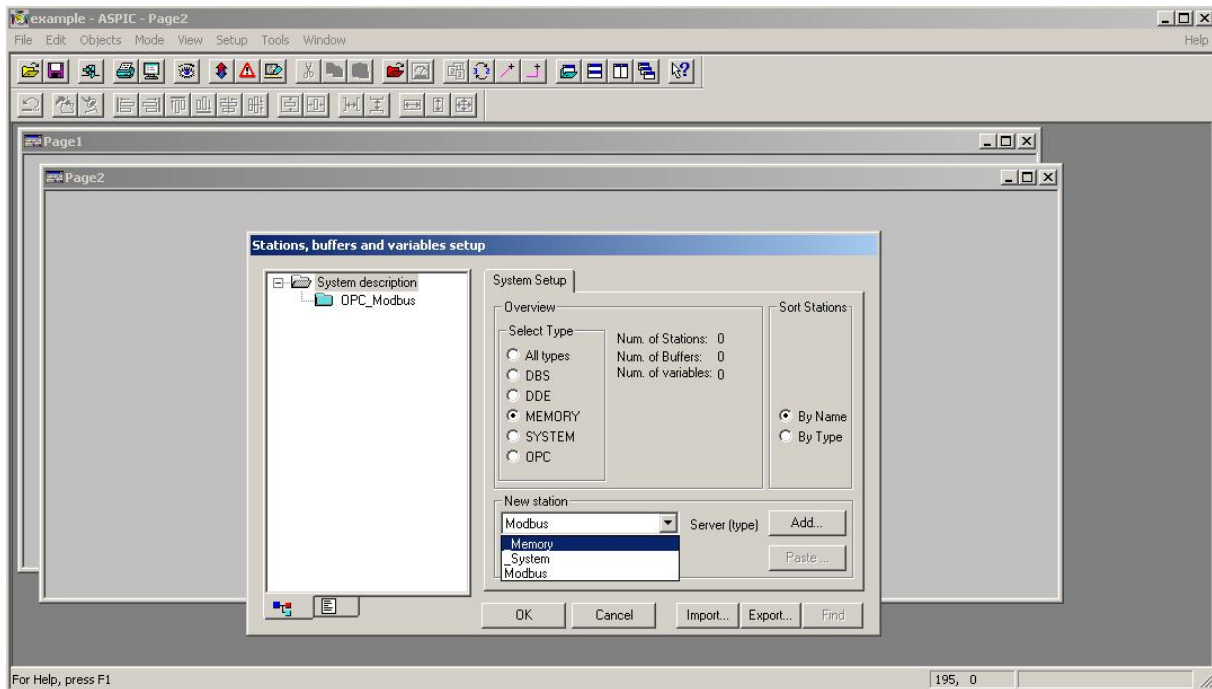 example - ASPIC - Page2
File Edit Objects Mode View Setup Tools Window Help
Page1
Page2
Stations, buffers and variables setup
System description
OPC_Modbus
System Setup
Overview
Select Type
All types
DBS
DDE
MEMORY
SYSTEM
OPC
Num. of Stations: 0
Num. of Buffers: 0
Num. of variables: 0
Sort Stations
By Name
By Type
New station
Modbus
Server (type)
Add...
_Memory
_System
Modbus
Paste ...
OK
Cancel
Import...
Export...
Find
For Help, press F1
195, 0